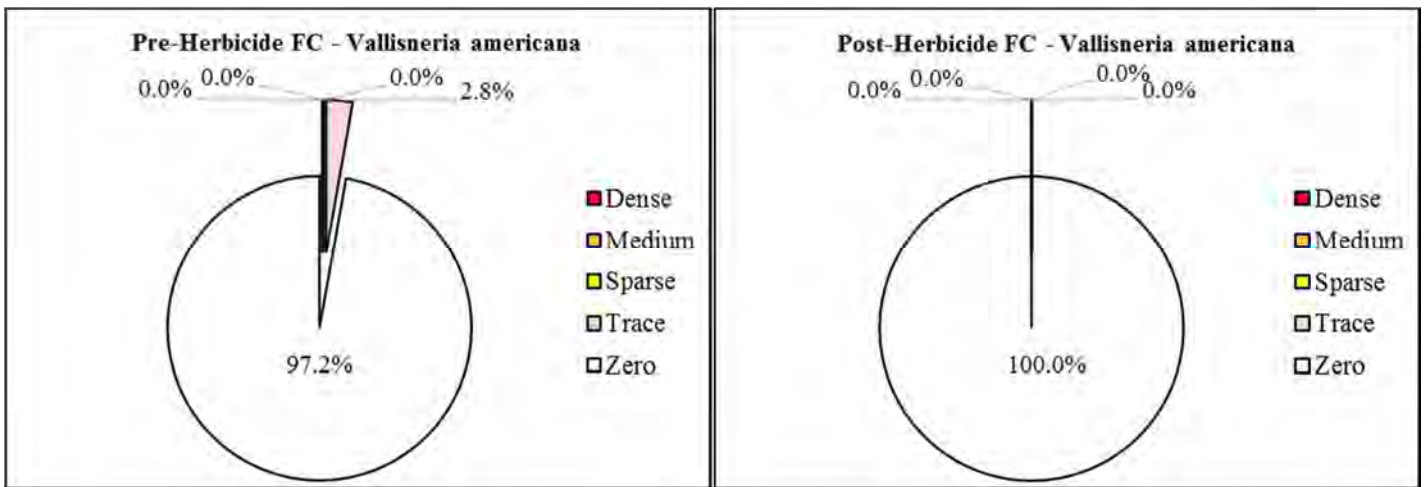 Pre-Herbicide FC - Vallisneria americana
0.0%
0.0%
0.0%
2.8%
97.2%
Dense
Medium
Sparse
Trace
Zero
Post-Herbicide FC - Vallisneria americana
0.0%
0.0%
0.0%
0.0%
100.0%
Dense
Medium
Sparse
Trace
Zero